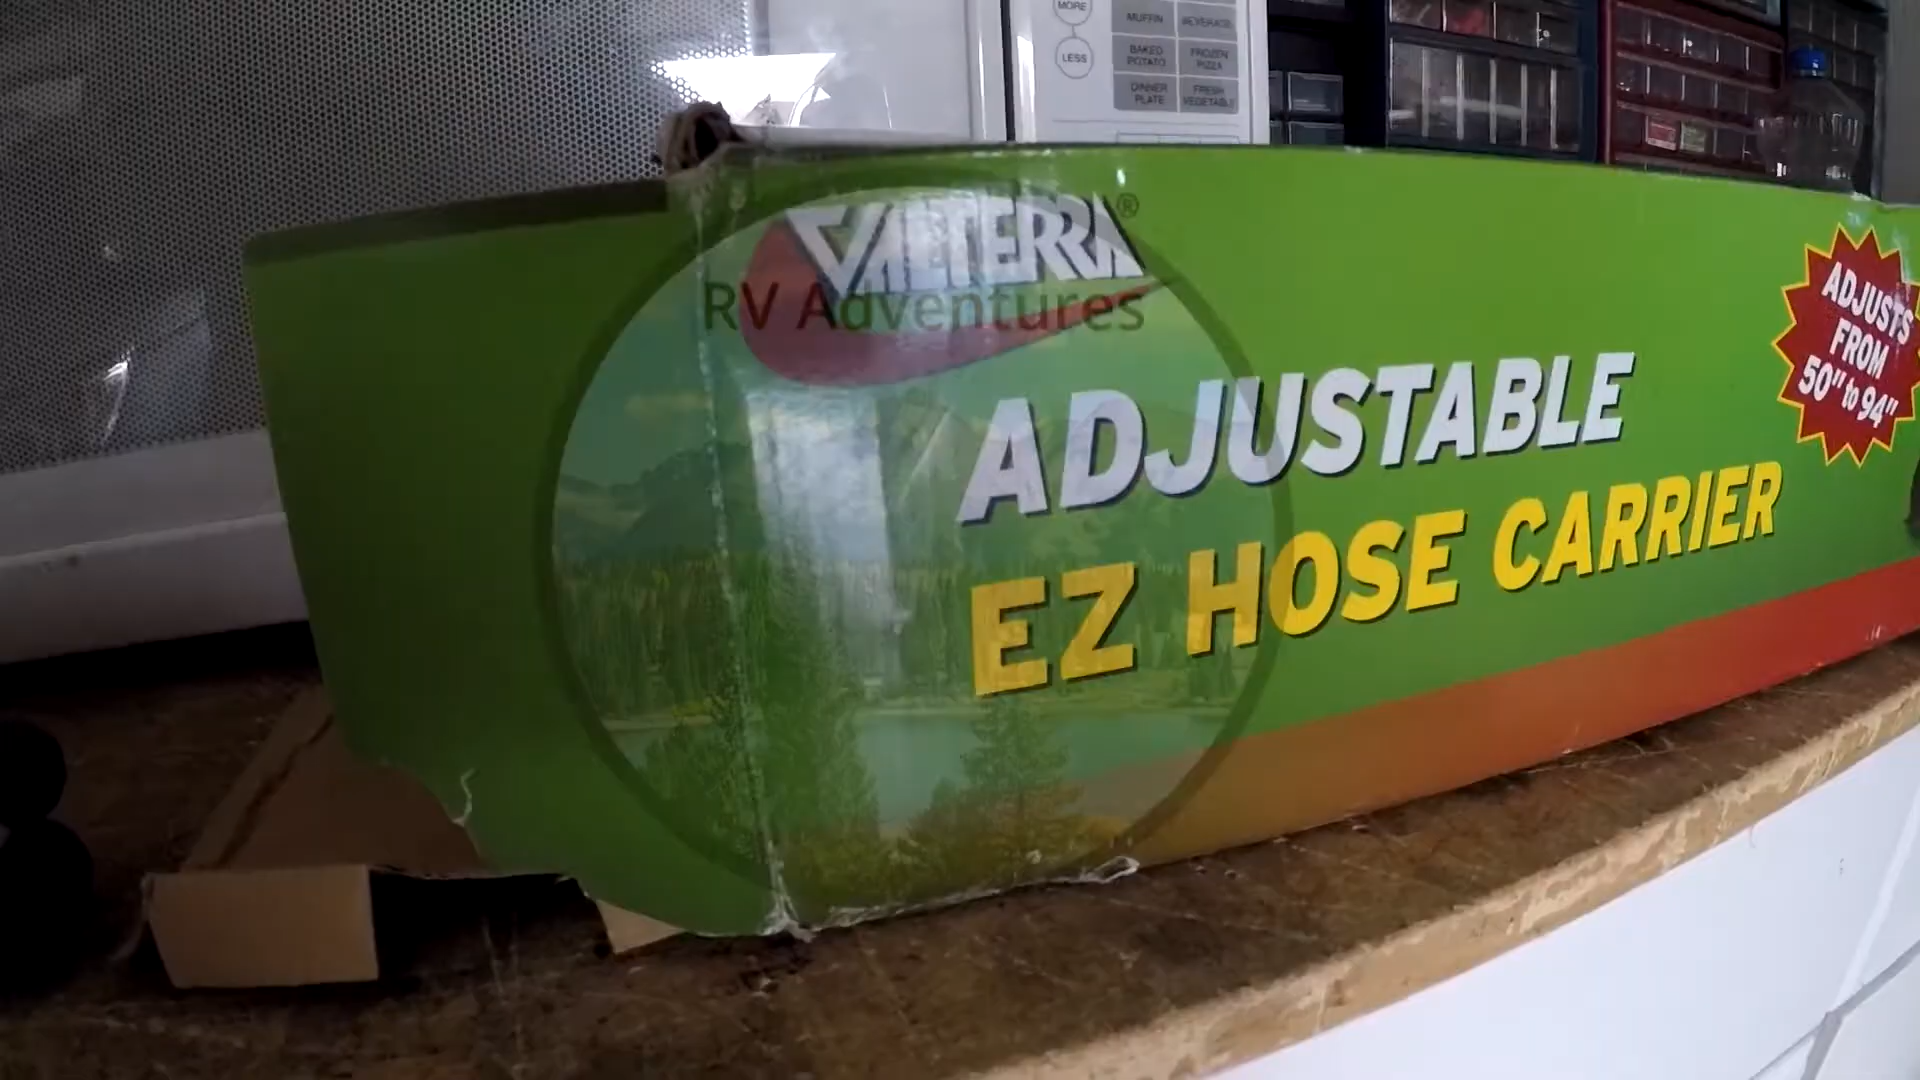 MORE
LESS
MUFFIN
BEVERAGE
BAKED POTATO
FROZEN PIZZA
DINNER PLATE
FRESH VEGETABLE
VALTERRA®
RV Adventures
ADJUSTABLE
EZ HOSE CARRIER
ADJUSTS
FROM
50" to 94"